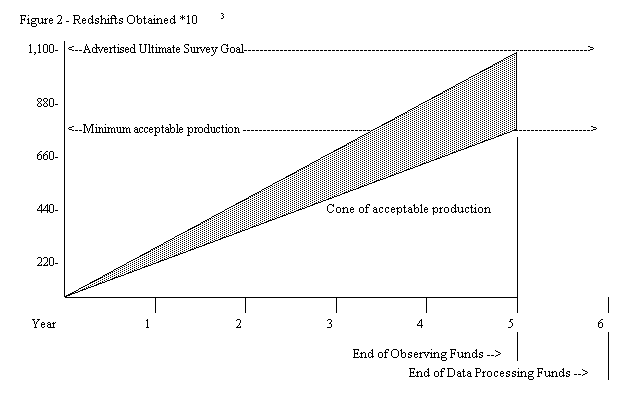 Figure 2 - Redshifts Obtained *10 3
1,100-
<--Advertised Ultimate Survey Goal-------------------------------------------------------------------->
880-
<--Minimum acceptable production --------------------------------------------------------------------->
660-
440-
Cone of acceptable production
220-
Year 1 2 3 4 5 6
End of Observing Funds -->
End of Data Processing Funds -->